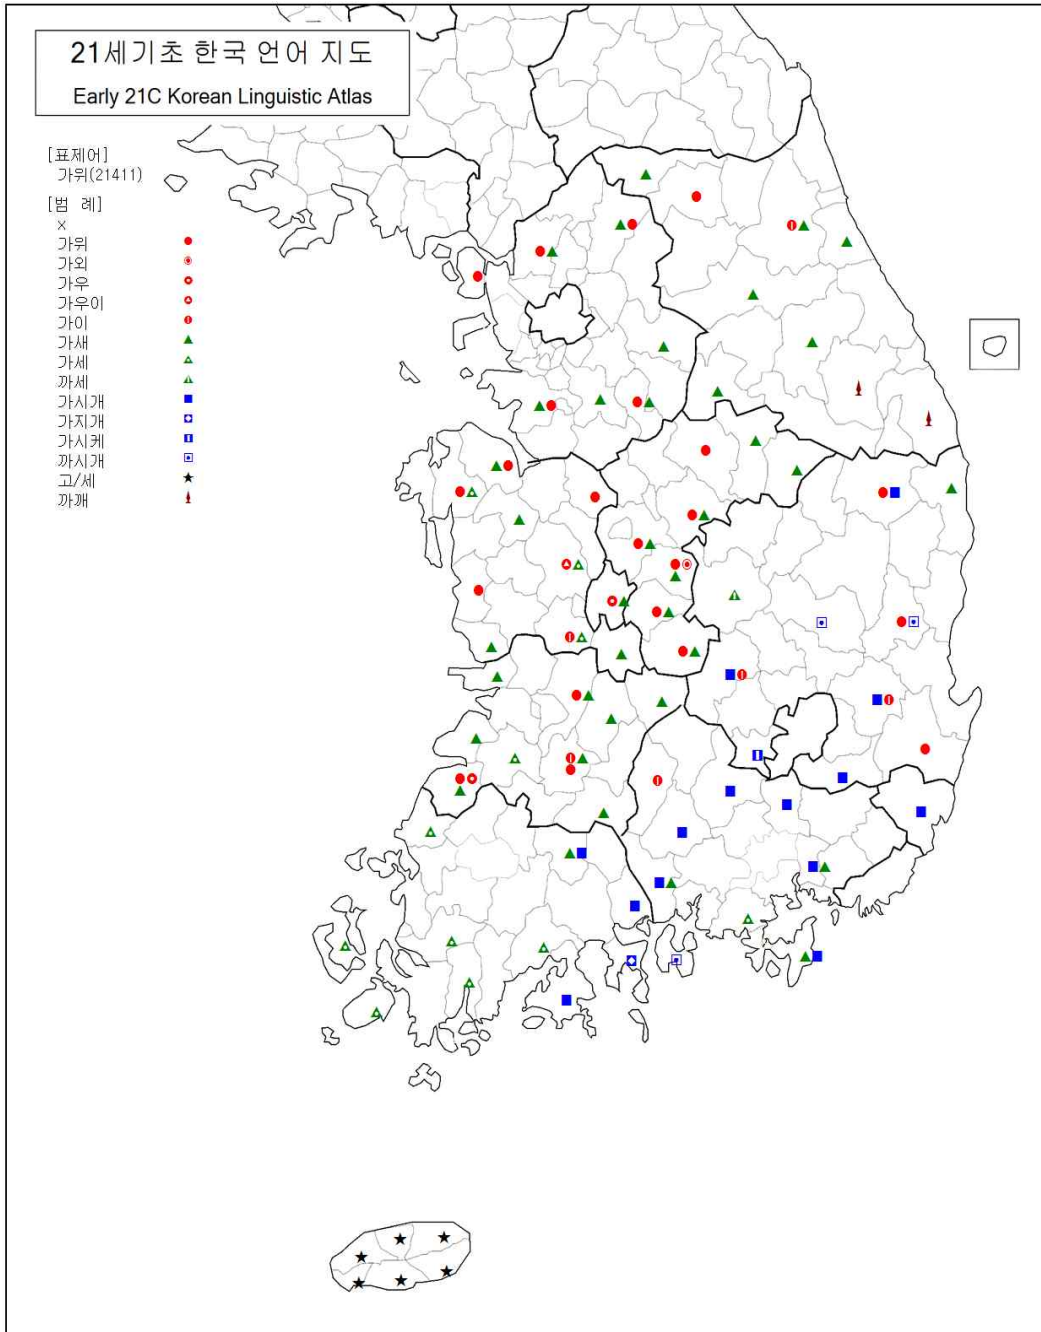 21세기초 한국 언어 지도
Early 21C Korean Linguistic Atlas
[표제어]
가위(21411)
[범 례]
×
가위
가외
가우
가우이
가이
가새
가세
까세
가시개
가지개
가시케
까시개
고/세
까깨